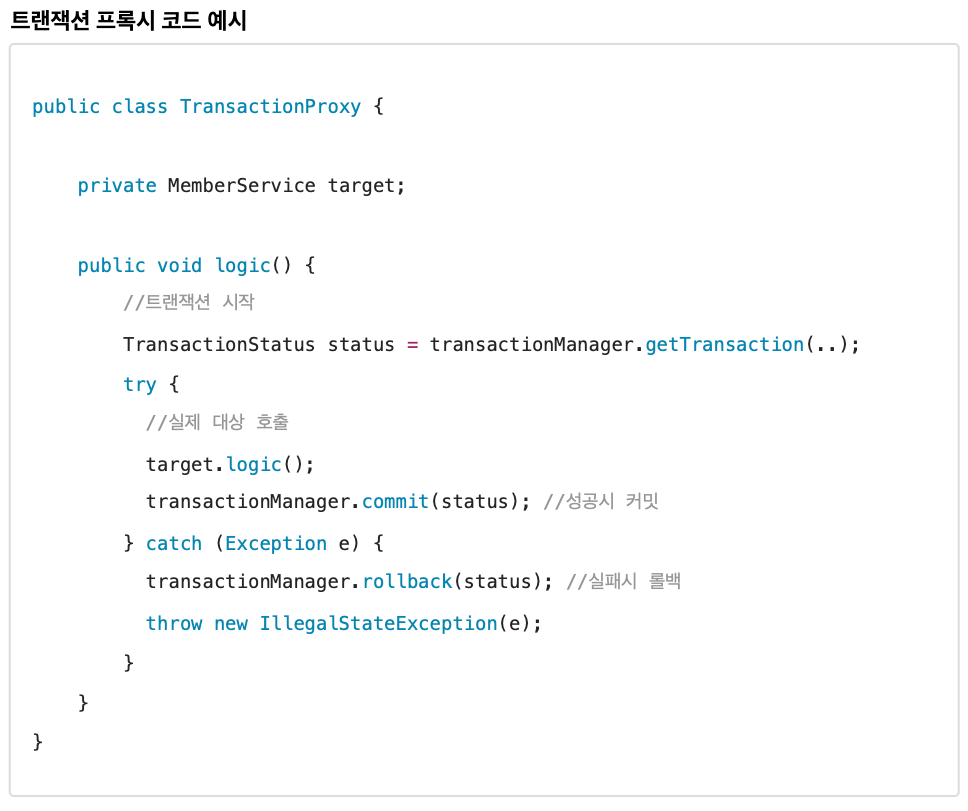 트랜잭션 프록시 코드 예시
public class TransactionProxy {
    private MemberService target;
    public void logic() {
        //트랜잭션 시작
        TransactionStatus status = transactionManager.getTransaction(..);
        try {
          //실제 대상 호출
          target.logic();
          transactionManager.commit(status); //성공시 커밋
        } catch (Exception e) {
          transactionManager.rollback(status); //실패시 롤백
          throw new IllegalStateException(e);
        }
    }
}